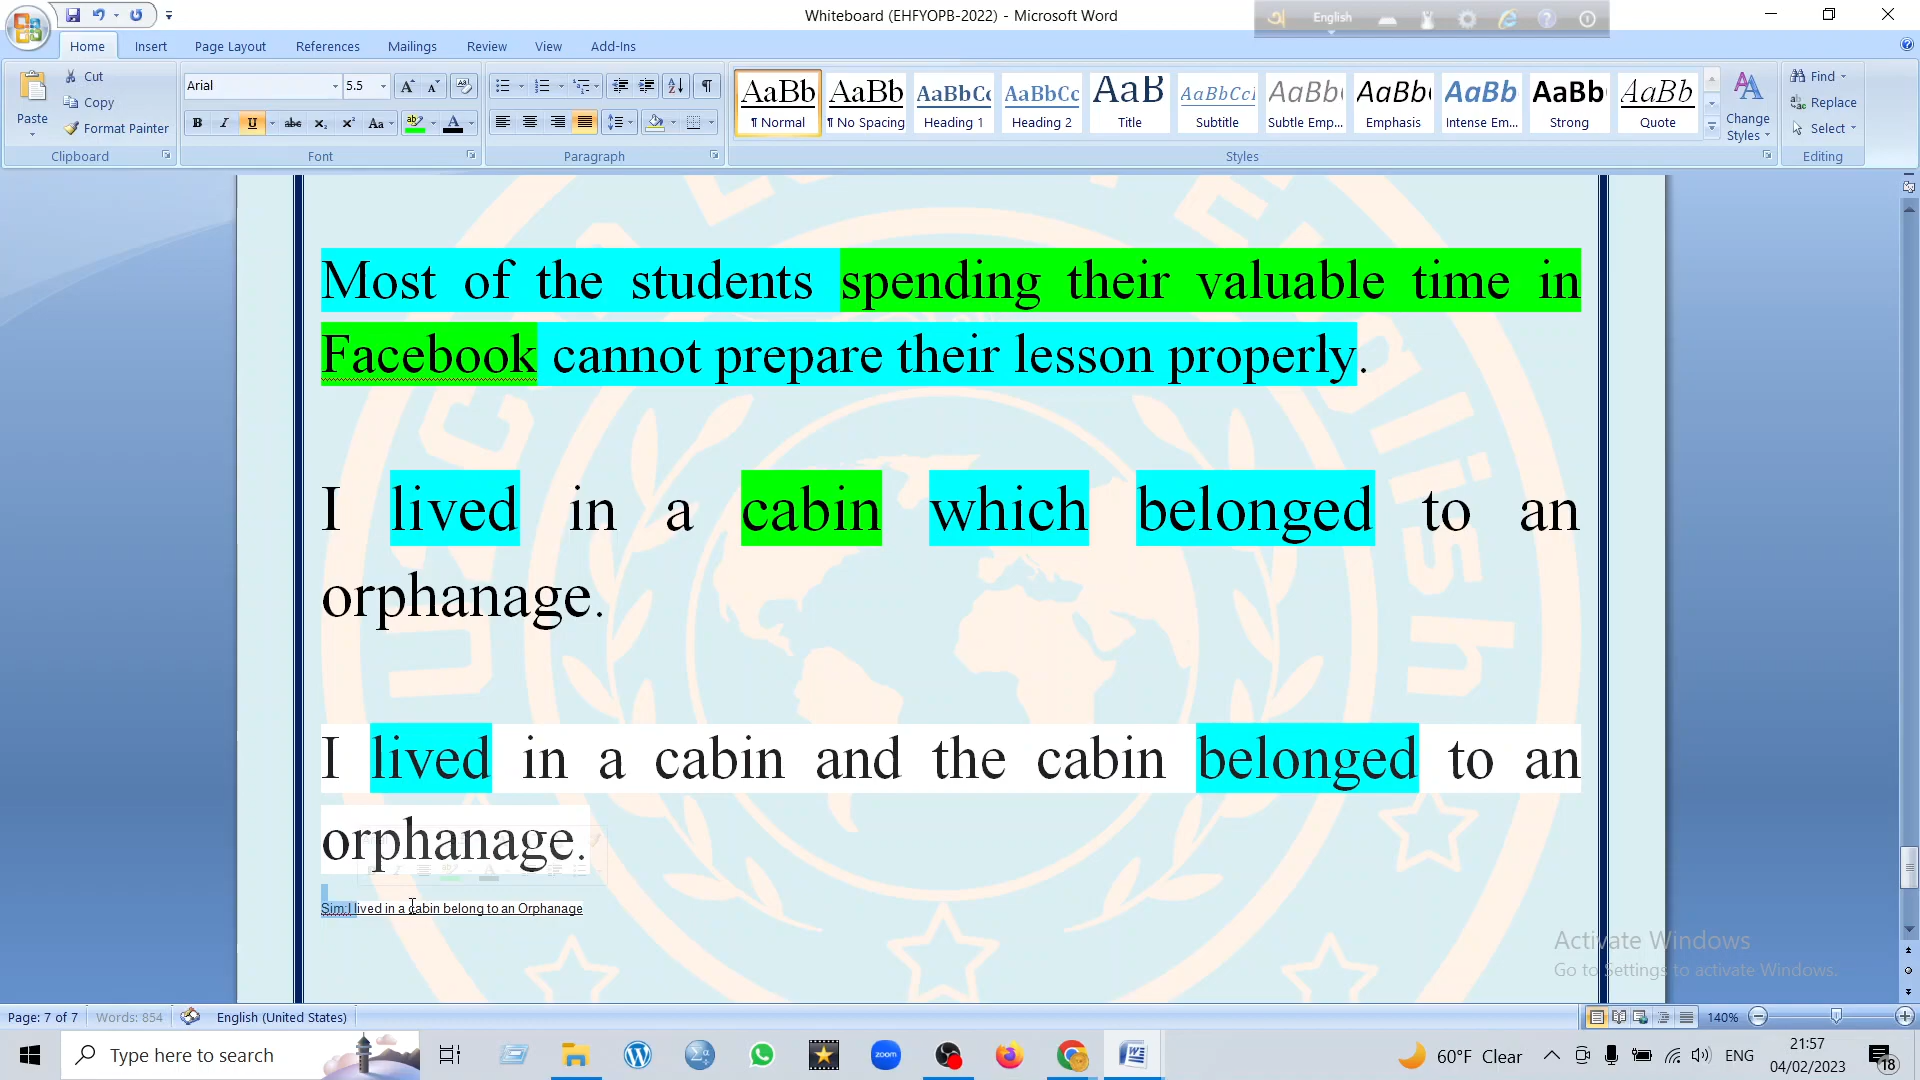 Whiteboard (EHFYOPB-2022) - Microsoft Word
English
Home Insert Page Layout References Mailings Review View Add-Ins
Paste
Cut
Copy
Format Painter
Clipboard
Arial 5.5
Font
Paragraph
AaBb AaBb AaBbCc AaBbCc AaB AaBbCcI AaBb AaBb AaBb AaBb AaBb
¶ Normal ¶ No Spacing Heading 1 Heading 2 Title Subtitle Subtle Emp... Emphasis Intense Em... Strong Quote
Change
Styles
Styles
Find
Replace
Select
Editing
Most of the students spending their valuable time in
Facebook cannot prepare their lesson properly.
I lived in a cabin which belonged to an
orphanage.
I lived in a cabin and the cabin belonged to an
orphanage.
Sim:I lived in a cabin belong to an Orphanage
Activate Windows
Go to Settings to activate Windows.
Page: 7 of 7 Words: 854 English (United States) 140%
Type here to search
zoom
60°F Clear
ENG
21:57
04/02/2023
18